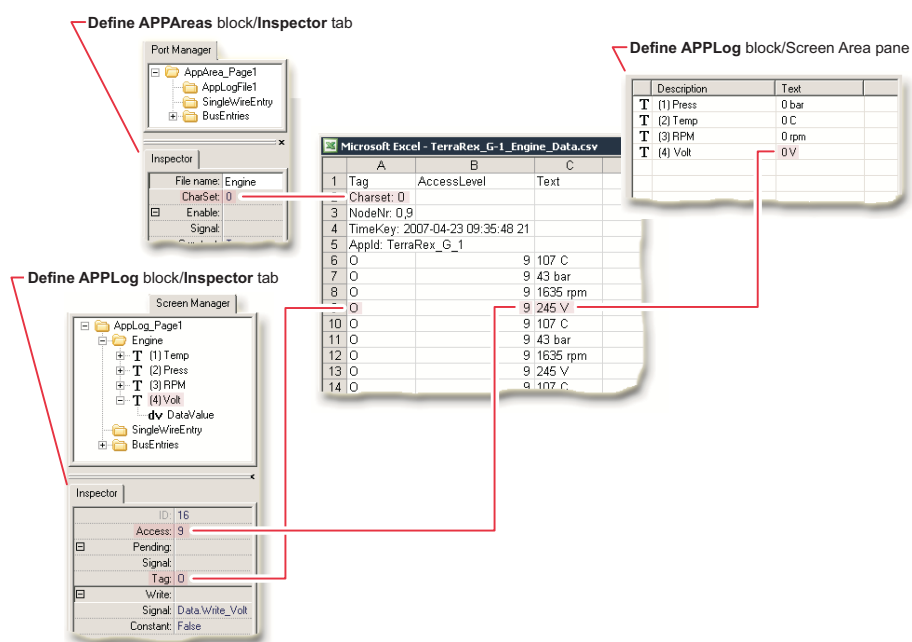 Define APPAreas block/Inspector tab
Port Manager
AppArea_Page1
AppLogFile1
SingleWireEntry
BusEntries
Inspector
File name: Engine
CharSet: 0
Enable:
Signal:
Define APPLog block/Screen Area pane
Description Text
T (1) Press 0 bar
T (2) Temp 0 C
T (3) RPM 0 rpm
T (4) Volt 0 V
Microsoft Excel - TerraRex_G-1_Engine_Data.csv
A B C
1 Tag AccessLevel Text
2 Charset: 0
3 NodeNr: 0,9
4 TimeKey: 2007-04-23 09:35:48 21
5 AppId: TerraRex_G_1
6 O 9 107 C
7 O 9 43 bar
8 O 9 1635 rpm
9 O 9 245 V
10 O 9 107 C
11 O 9 43 bar
12 O 9 1635 rpm
13 O 9 245 V
14 O 9 107 C
Define APPLog block/Inspector tab
Screen Manager
AppLog_Page1
Engine
T (1) Temp
T (2) Press
T (3) RPM
T (4) Volt
dv DataValue
SingleWireEntry
BusEntries
Inspector
ID: 16
Access: 9
Pending:
Signal:
Tag: O
Write:
Signal: Data.Write_Volt
Constant: False